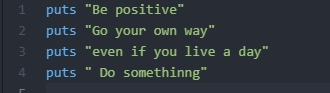 1 puts "Be positive"
2 puts "Go your own way"
3 puts "even if you live a day"
4 puts " Do somethinng"
5